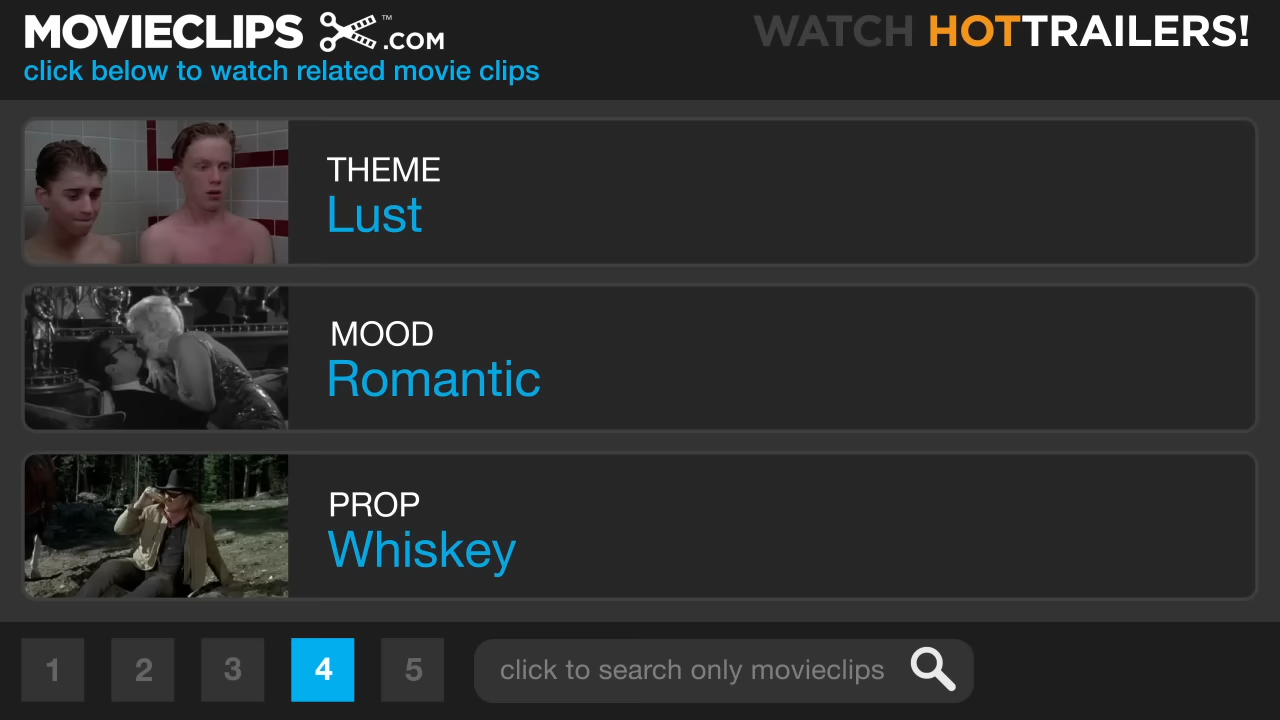 MOVIECLIPS ™ .COM
WATCH HOTTRAILERS!
click below to watch related movie clips
THEME
Lust
MOOD
Romantic
PROP
Whiskey
1 2 3 4 5 click to search only movieclips